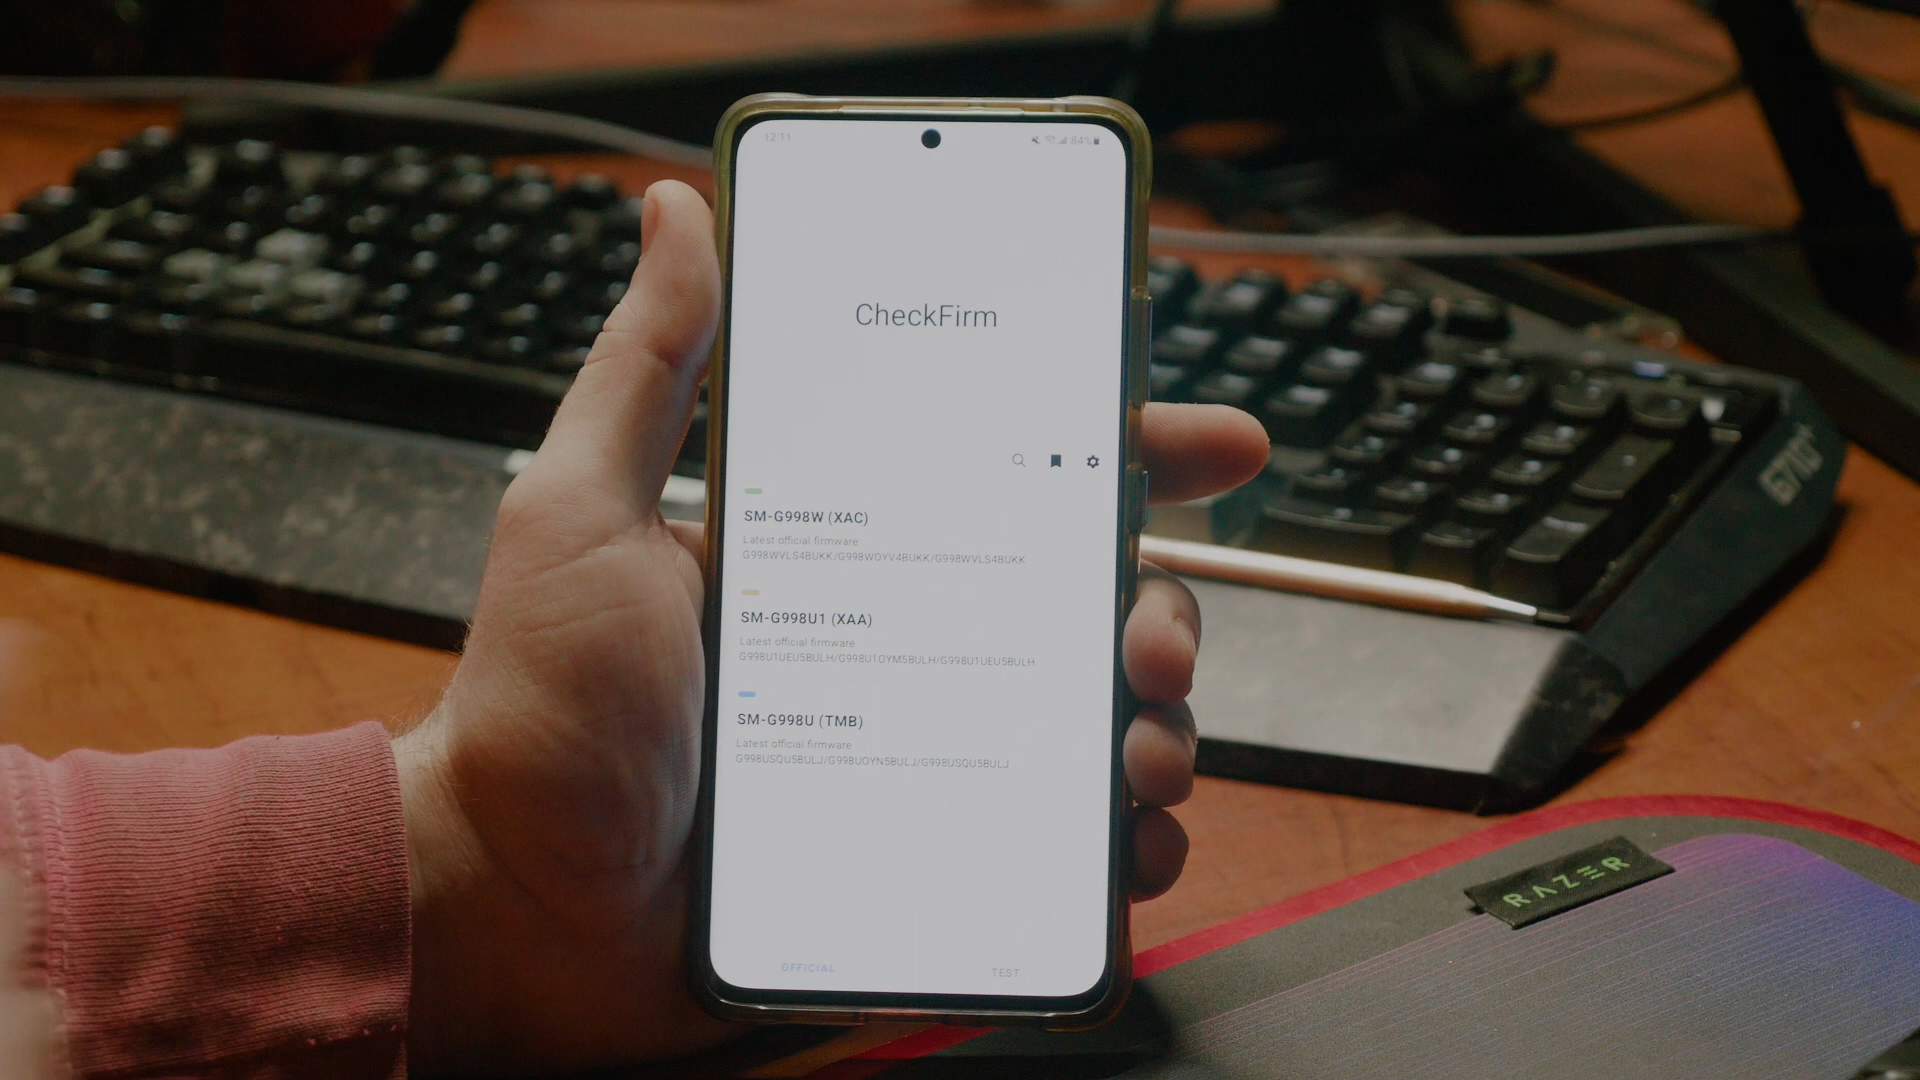 12:11
84%
CheckFirm
SM-G998W (XAC)
Latest official firmware
G998WVLS4BUKK/G998WOYV4BUKK/G998WVLS4BUKK
SM-G998U1 (XAA)
Latest official firmware
G998U1UEU5BULH/G998U1OYM5BULH/G998U1UEU5BULH
SM-G998U (TMB)
Latest official firmware
G998USQU5BULJ/G998UOYN5BULJ/G998USQU5BULJ
OFFICIAL
TEST
G710+
RAZER